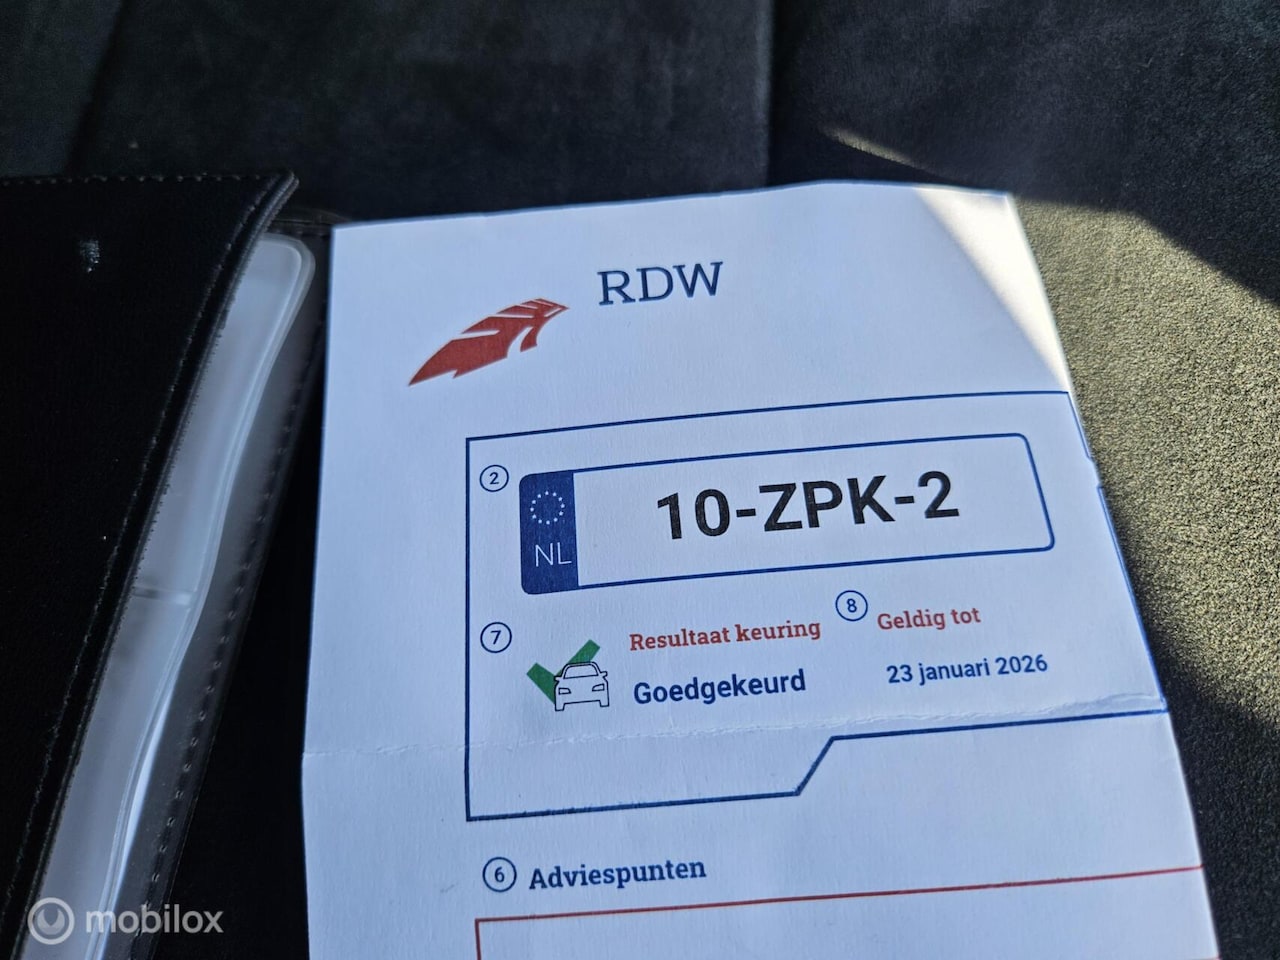 RDW
2
NL
10-ZPK-2
7
Resultaat keuring
Goedgekeurd
8
Geldig tot
23 januari 2026
6 Adviespunten
mobilox